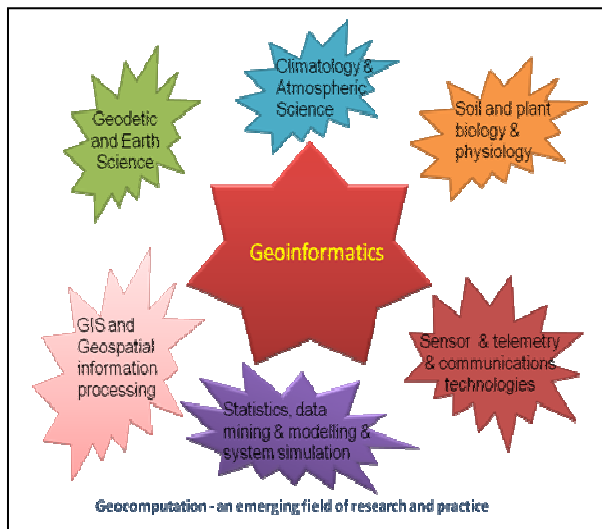 Climatology &
Atmospheric
Science
Geodetic
and Earth
Science
Soil and plant
biology &
physiology
Geoinformatics
GIS and
Geospatial
information
processing
Sensor & telemetry
& communications
technologies
Statistics, data
mining & modelling &
system simulation
Geocomputation - an emerging field of research and practice